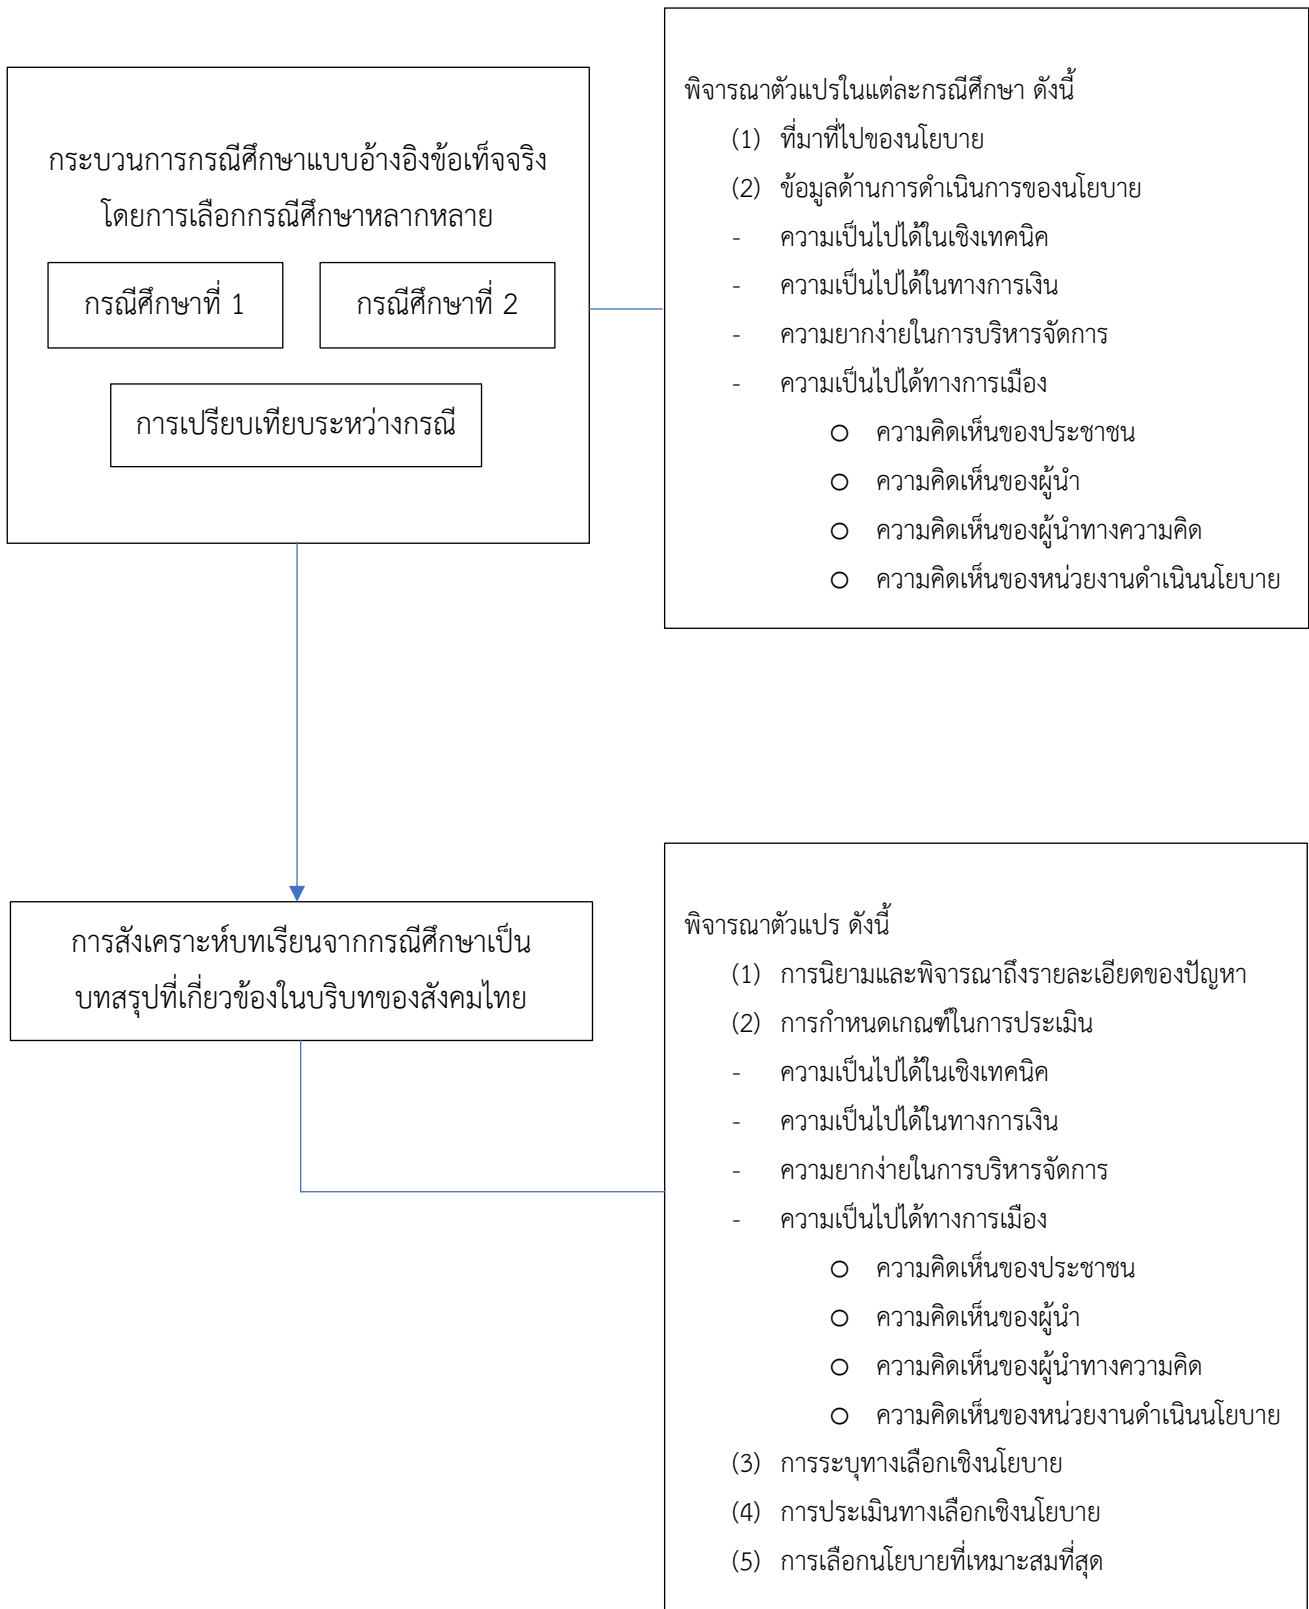 กระบวนการกรณีศึกษาแบบอ้างอิงข้อเท็จจริง
โดยการเลือกกรณีศึกษาหลากหลาย
กรณีศึกษาที่ 1
กรณีศึกษาที่ 2
การเปรียบเทียบระหว่างกรณี
พิจารณาตัวแปรในแต่ละกรณีศึกษา ดังนี้
(1) ที่มาที่ไปของนโยบาย
(2) ข้อมูลด้านการดำเนินการของนโยบาย
- ความเป็นไปได้ในเชิงเทคนิค
- ความเป็นไปได้ในทางการเงิน
- ความยากง่ายในการบริหารจัดการ
- ความเป็นไปได้ทางการเมือง
o ความคิดเห็นของประชาชน
o ความคิดเห็นของผู้นำ
o ความคิดเห็นของผู้นำทางความคิด
o ความคิดเห็นของหน่วยงานดำเนินนโยบาย
การสังเคราะห์บทเรียนจากกรณีศึกษาเป็น
บทสรุปที่เกี่ยวข้องในบริบทของสังคมไทย
พิจารณาตัวแปร ดังนี้
(1) การนิยามและพิจารณาถึงรายละเอียดของปัญหา
(2) การกำหนดเกณฑ์ในการประเมิน
- ความเป็นไปได้ในเชิงเทคนิค
- ความเป็นไปได้ในทางการเงิน
- ความยากง่ายในการบริหารจัดการ
- ความเป็นไปได้ทางการเมือง
o ความคิดเห็นของประชาชน
o ความคิดเห็นของผู้นำ
o ความคิดเห็นของผู้นำทางความคิด
o ความคิดเห็นของหน่วยงานดำเนินนโยบาย
(3) การระบุทางเลือกเชิงนโยบาย
(4) การประเมินทางเลือกเชิงนโยบาย
(5) การเลือกนโยบายที่เหมาะสมที่สุด